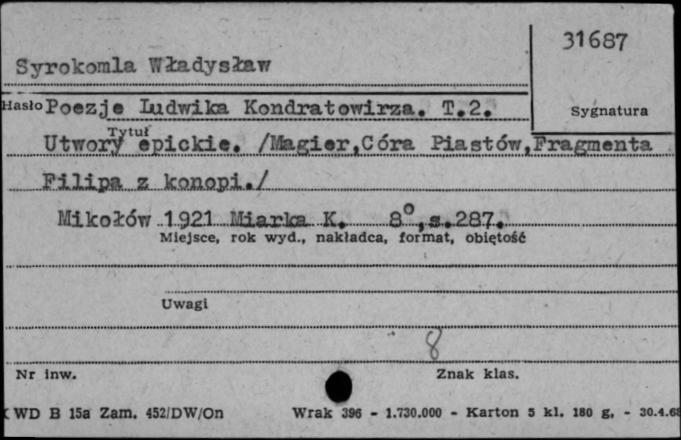 31687
Syrokomla Władysław
Hasło Poezje Ludwika Kondratowirza. T.2.
Sygnatura
Tytuł
Utwory epickie. /Magier,Córa Piastów,Fragmenta
Filipa z konopi./
Mikołów 1921 Miarka K. 8°,s.287.
Miejsce, rok wyd., nakładca, format, obiętość
Uwagi
8
Nr inw.
Znak klas.
WD B 15a Zam. 452/DW/On Wrak 396 - 1.730.000 - Karton 5 kl. 180 g. - 30.4.68